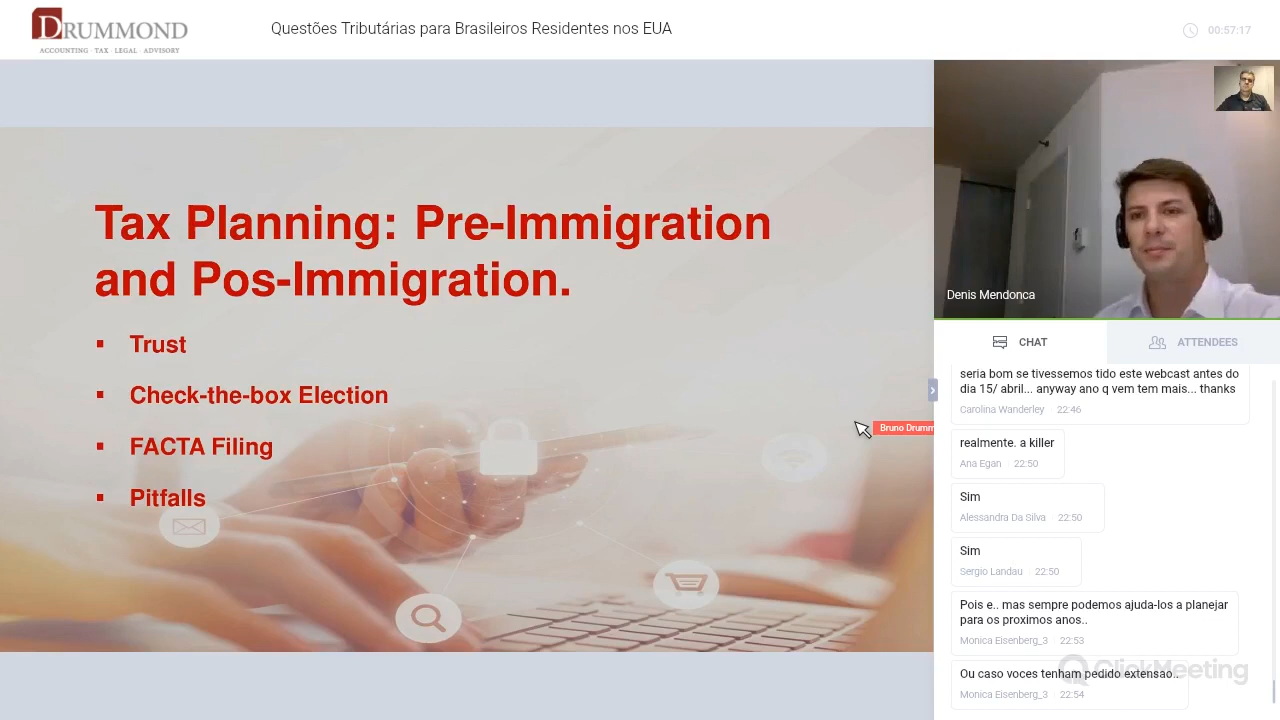 DRUMMOND
ACCOUNTING · TAX · LEGAL · ADVISORY
Questões Tributárias para Brasileiros Residentes nos EUA
00:57:17
Tax Planning: Pre-Immigration
and Pos-Immigration.
▪ Trust
▪ Check-the-box Election
▪ FACTA Filing
▪ Pitfalls
Bruno Drumm
Denis Mendonca
CHAT
ATTENDEES
seria bom se tivessemos tido este webcast antes do
dia 15/ abril... anyway ano q vem tem mais... thanks
Carolina Wanderley 22:46
realmente. a killer
Ana Egan 22:50
Sim
Alessandra Da Silva 22:50
Sim
Sergio Landau 22:50
Pois e.. mas sempre podemos ajuda-los a planejar
para os proximos anos..
Monica Eisenberg_3 22:53
Ou caso voces tenham pedido extensao..
Monica Eisenberg_3 22:54
ClickMeeting